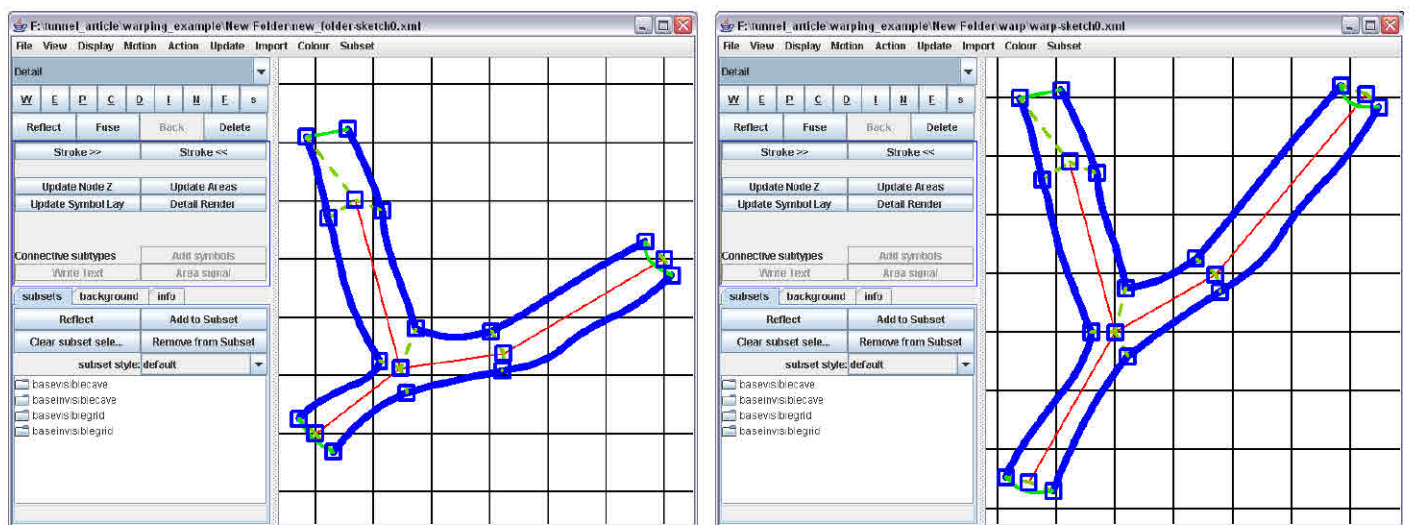 F:\tunnel_article\warping_example\New Folder\new_folder-sketch0.xml
File View Display Motion Action Update Import Colour Subset
Detail
W E P C D I N F s
Reflect Fuse Back Delete
Stroke >> Stroke <<
Update Node Z Update Areas
Update Symbol Lay Detail Render
Connective subtypes Add symbols
Write Text Area signal
subsets background info
Reflect Add to Subset
Clear subset sele... Remove from Subset
subset style: default
basevisiblecave
baseinvisiblecave
basevisiblegrid
baseinvisiblegrid
F:\tunnel_article\warping_example\New Folder\warp\warp-sketch0.xml
File View Display Motion Action Update Import Colour Subset
Detail
W E P C D I N F s
Reflect Fuse Back Delete
Stroke >> Stroke <<
Update Node Z Update Areas
Update Symbol Lay Detail Render
Connective subtypes Add symbols
Write Text Area signal
subsets background info
Reflect Add to Subset
Clear subset sele... Remove from Subset
subset style: default
basevisiblecave
baseinvisiblecave
basevisiblegrid
baseinvisiblegrid